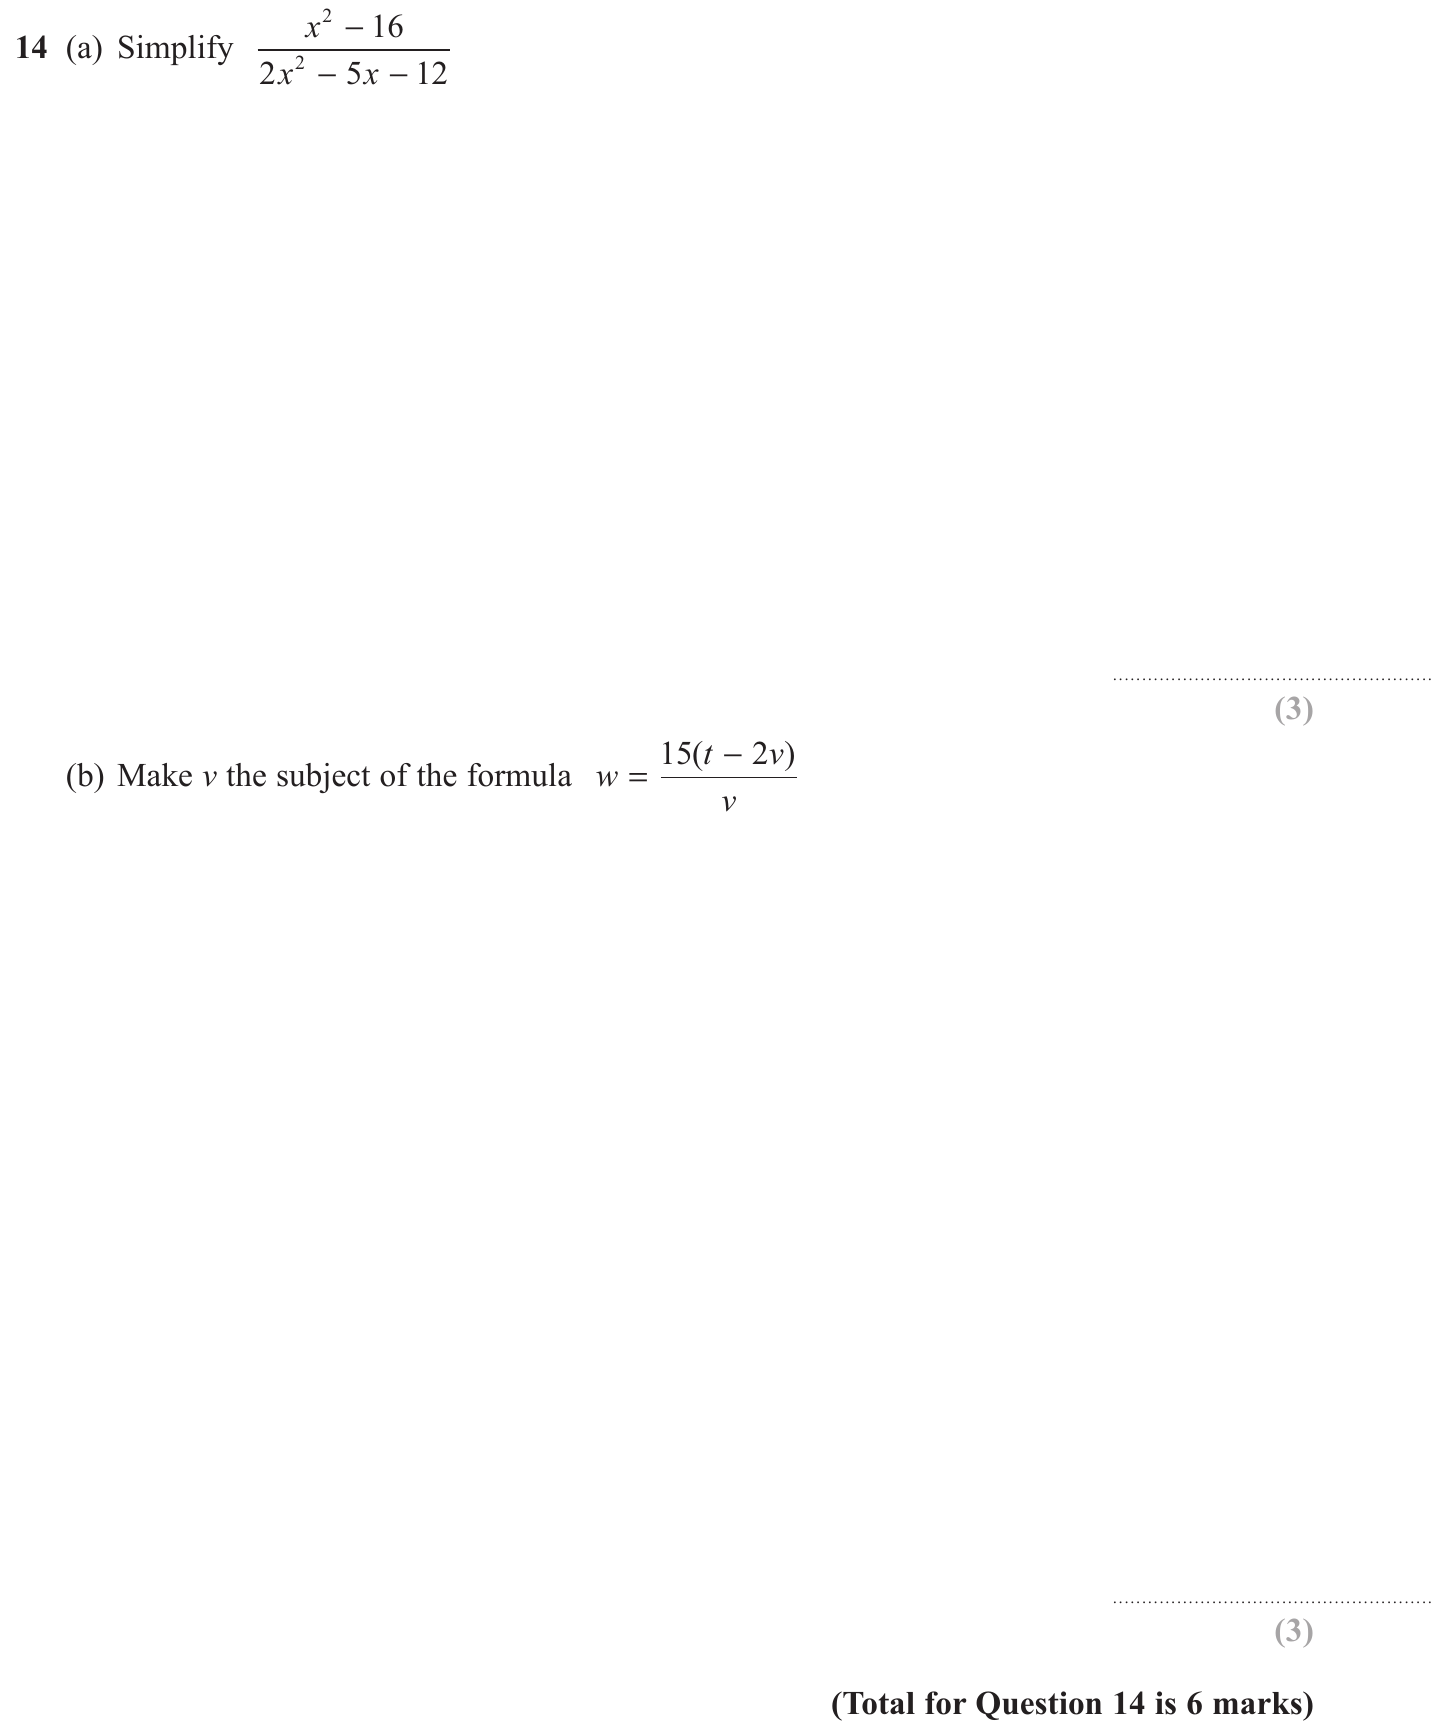 14 (a) Simplify \frac{x^2 - 16}{2x^2 - 5x - 12}
(3)
(b) Make v the subject of the formula w = \frac{15(t - 2v)}{v}
(3)
(Total for Question 14 is 6 marks)